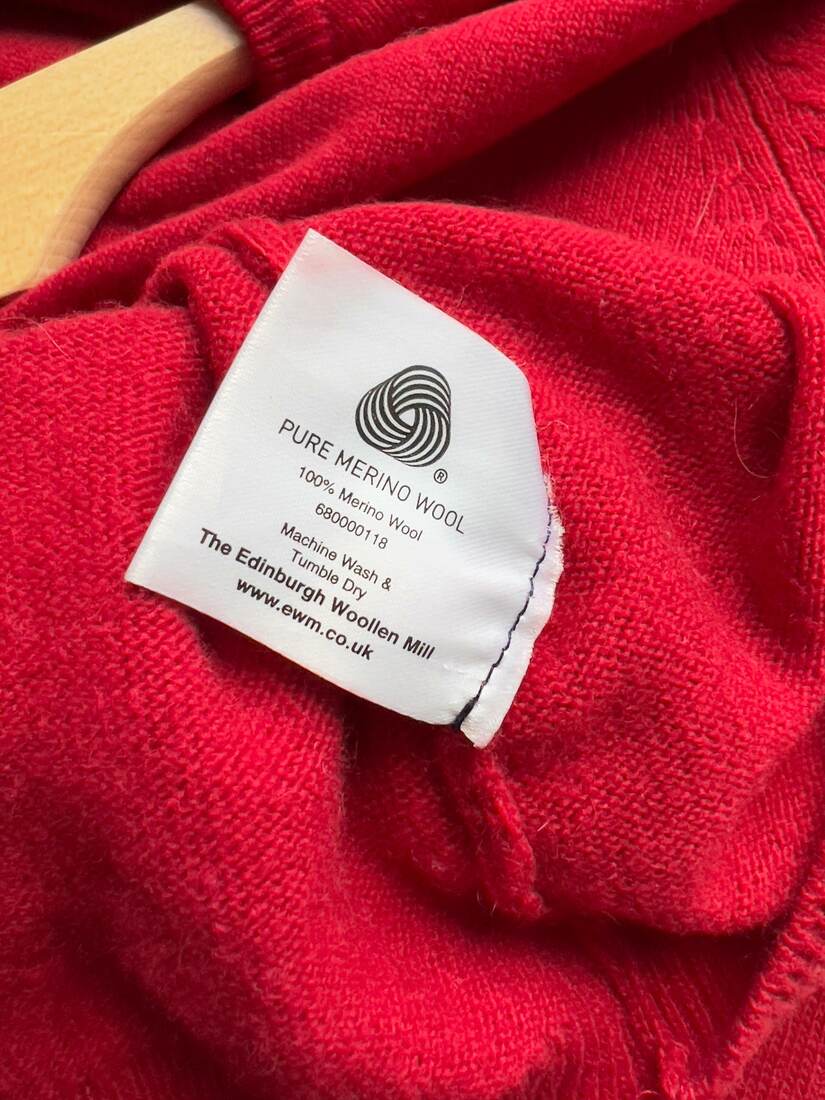 ®
PURE MERINO WOOL
100% Merino Wool
680000118
Machine Wash &
Tumble Dry
The Edinburgh Woollen Mill
www.ewm.co.uk